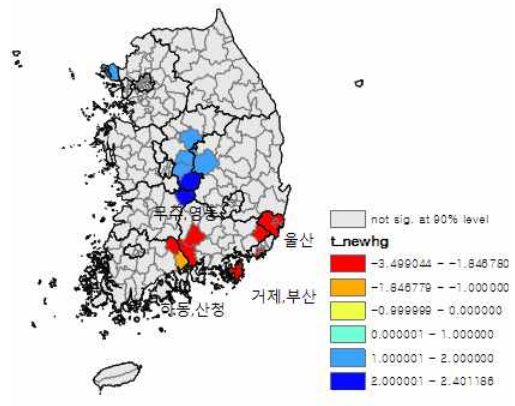 무주,영동
울산
거제,부산
하동,산청
not sig. at 90% level
t_newhg
-3.499044 - -1.846780
-1.846779 - -1.000000
-0.999999 - 0.000000
0.000001 - 1.000000
1.000001 - 2.000000
2.000001 - 2.401186